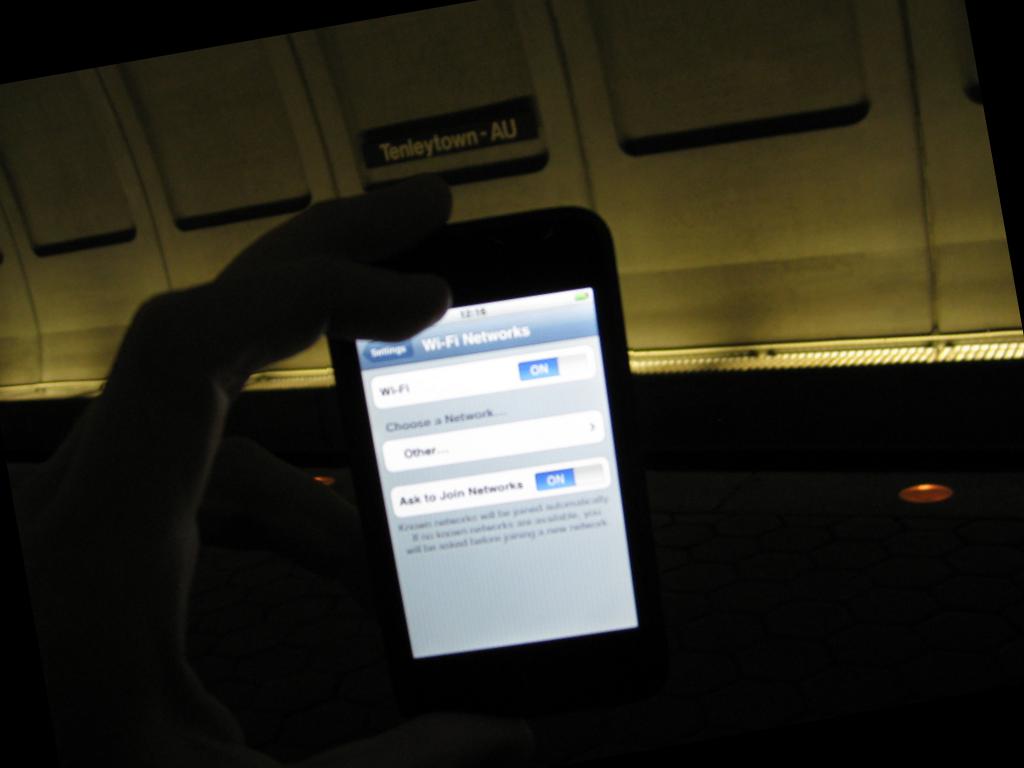 Tenleytown - AU
12:16
Settings
Wi-Fi Networks
Wi-Fi
ON
Choose a Network...
Other...
Ask to Join Networks
ON
Known networks will be joined automatically.
If no known networks are available, you
will be asked before joining a new network.